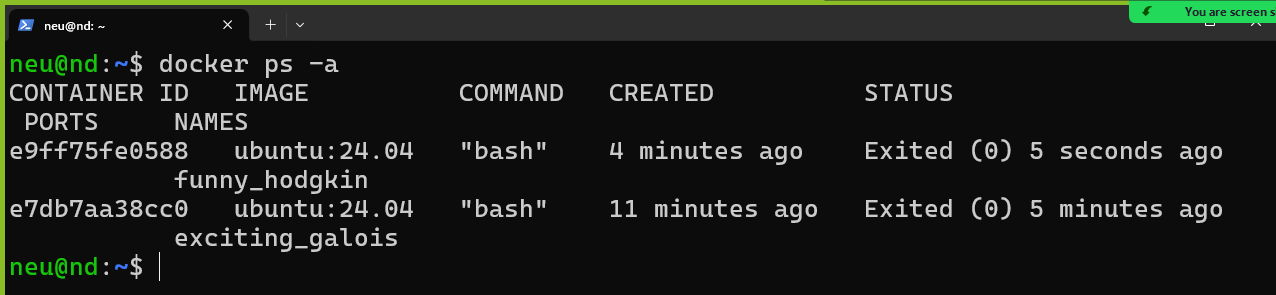 neu@nd: ~
You are screen s
neu@nd:~$ docker ps -a
CONTAINER ID   IMAGE          COMMAND   CREATED          STATUS
 PORTS     NAMES
e9ff75fe0588   ubuntu:24.04   "bash"    4 minutes ago    Exited (0) 5 seconds ago
           funny_hodgkin
e7db7aa38cc0   ubuntu:24.04   "bash"    11 minutes ago   Exited (0) 5 minutes ago
           exciting_galois
neu@nd:~$